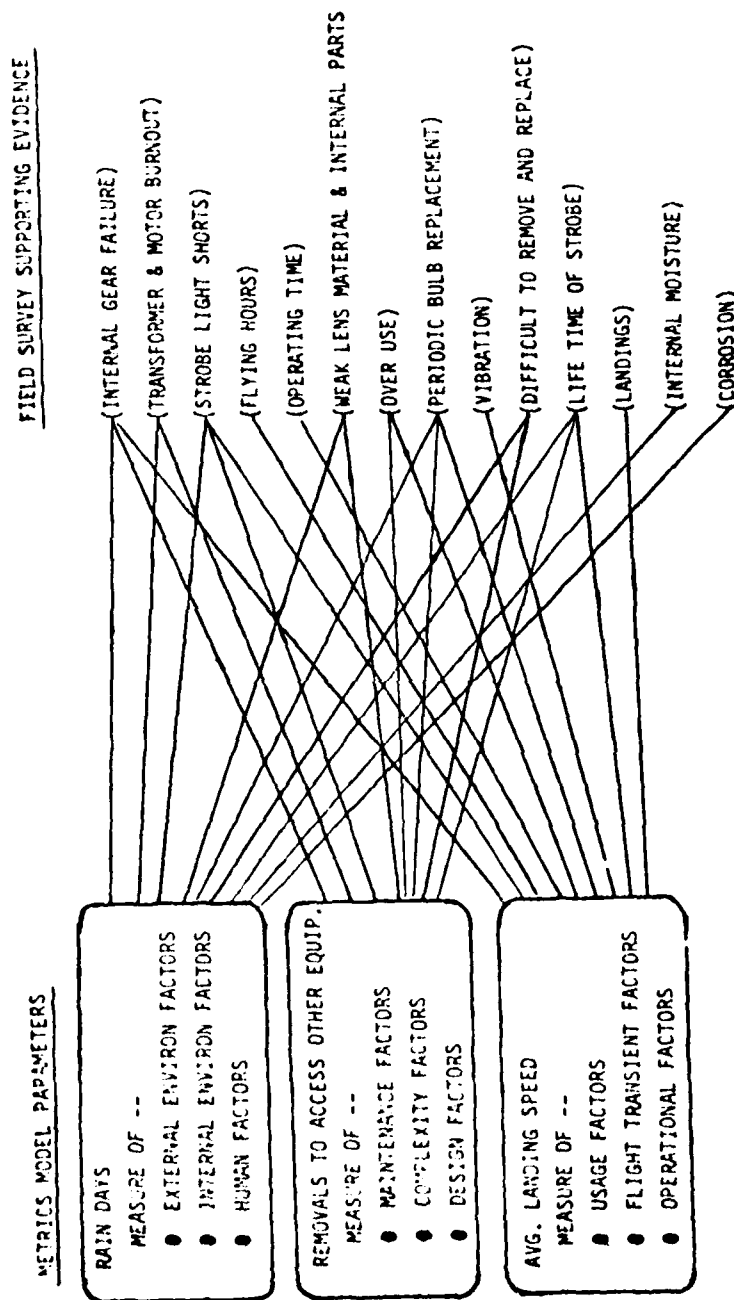 METRICS MODEL PARAMETERS
RAIN DAYS
MEASURE OF --
● EXTERNAL ENVIRON FACTORS
● INTERNAL ENVIRON FACTORS
● HUMAN FACTORS
REMOVALS TO ACCESS OTHER EQUIP.
MEASURE OF --
● MAINTENANCE FACTORS
● COMPLEXITY FACTORS
● DESIGN FACTORS
AVG. LANDING SPEED
MEASURE OF --
● USAGE FACTORS
● FLIGHT TRANSIENT FACTORS
● OPERATIONAL FACTORS
FIELD SURVEY SUPPORTING EVIDENCE
(INTERNAL GEAR FAILURE)
(TRANSFORMER & MOTOR BURNOUT)
(STROBE LIGHT SHORTS)
(FLYING HOURS)
(OPERATING TIME)
(WEAK LENS MATERIAL & INTERNAL PARTS
(OVER USE)
(PERIODIC BULB REPLACEMENT)
(VIBRATION)
(DIFFICULT TO REMOVE AND REPLACE)
(LIFE TIME OF STROBE)
(LANDINGS)
(INTERNAL MOISTURE)
(CORROSION)